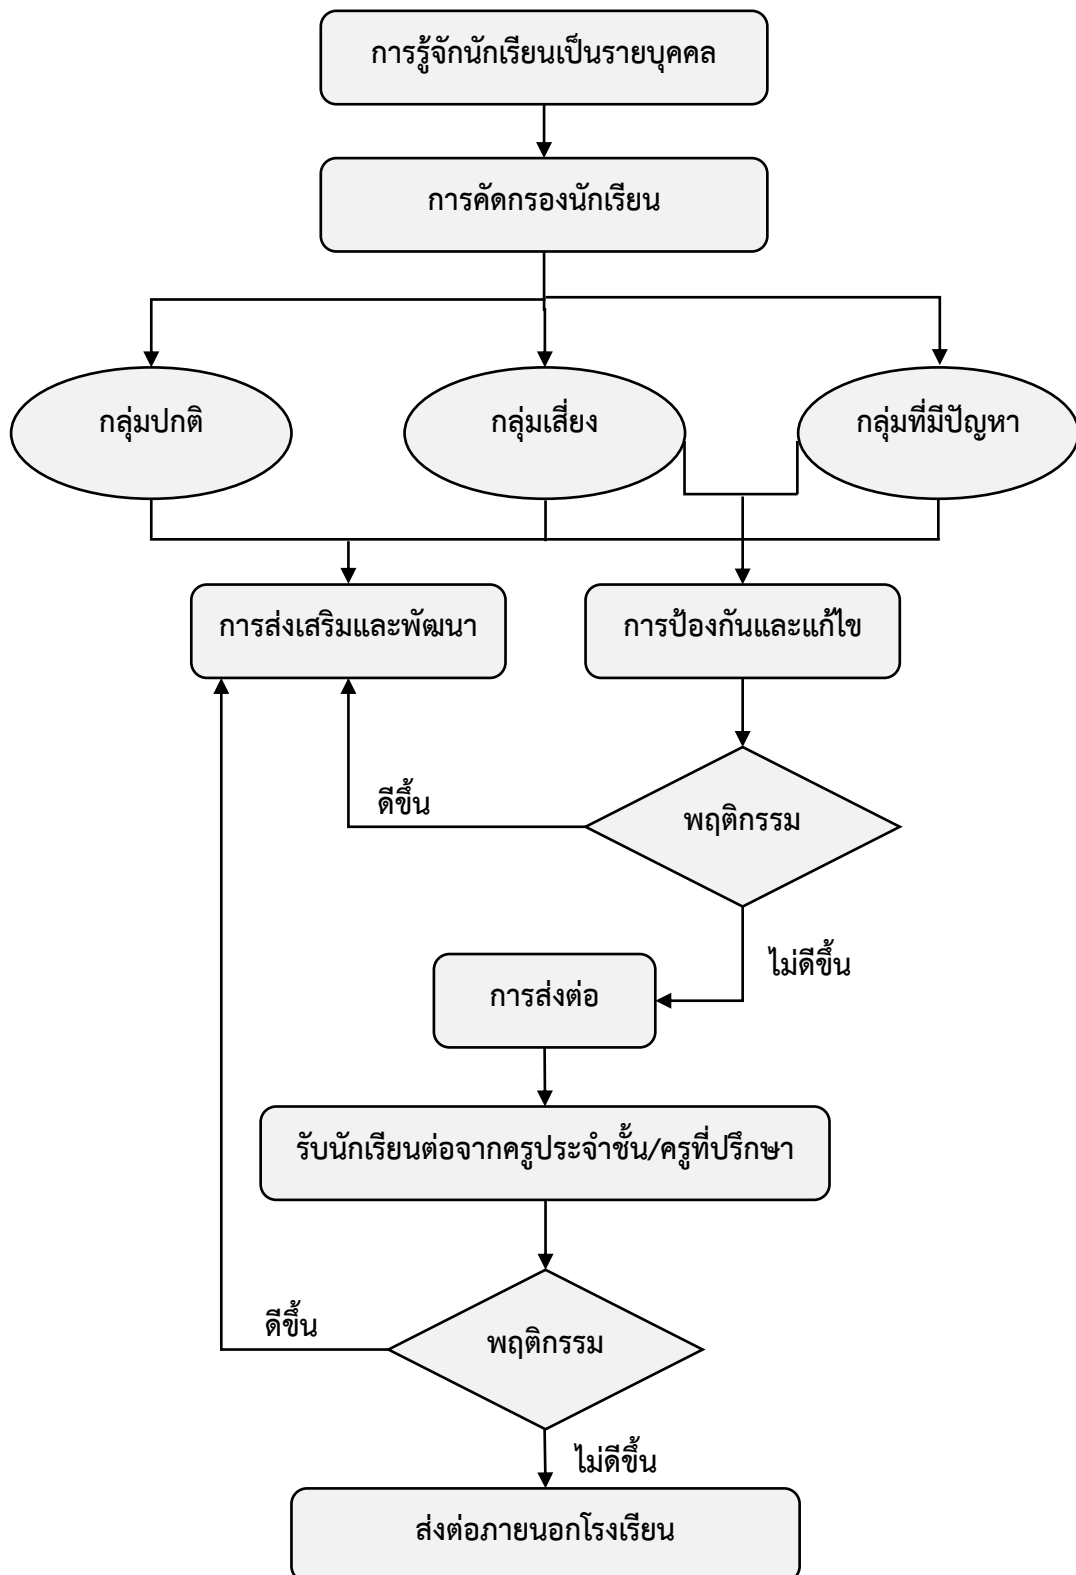 การรู้จักนักเรียนเป็นรายบุคคล
การคัดกรองนักเรียน
กลุ่มปกติ
กลุ่มเสี่ยง
กลุ่มที่มีปัญหา
การส่งเสริมและพัฒนา
การป้องกันและแก้ไข
ดีขึ้น
พฤติกรรม
ไม่ดีขึ้น
การส่งต่อ
รับนักเรียนต่อจากครูประจำชั้น/ครูที่ปรึกษา
ดีขึ้น
พฤติกรรม
ไม่ดีขึ้น
ส่งต่อภายนอกโรงเรียน